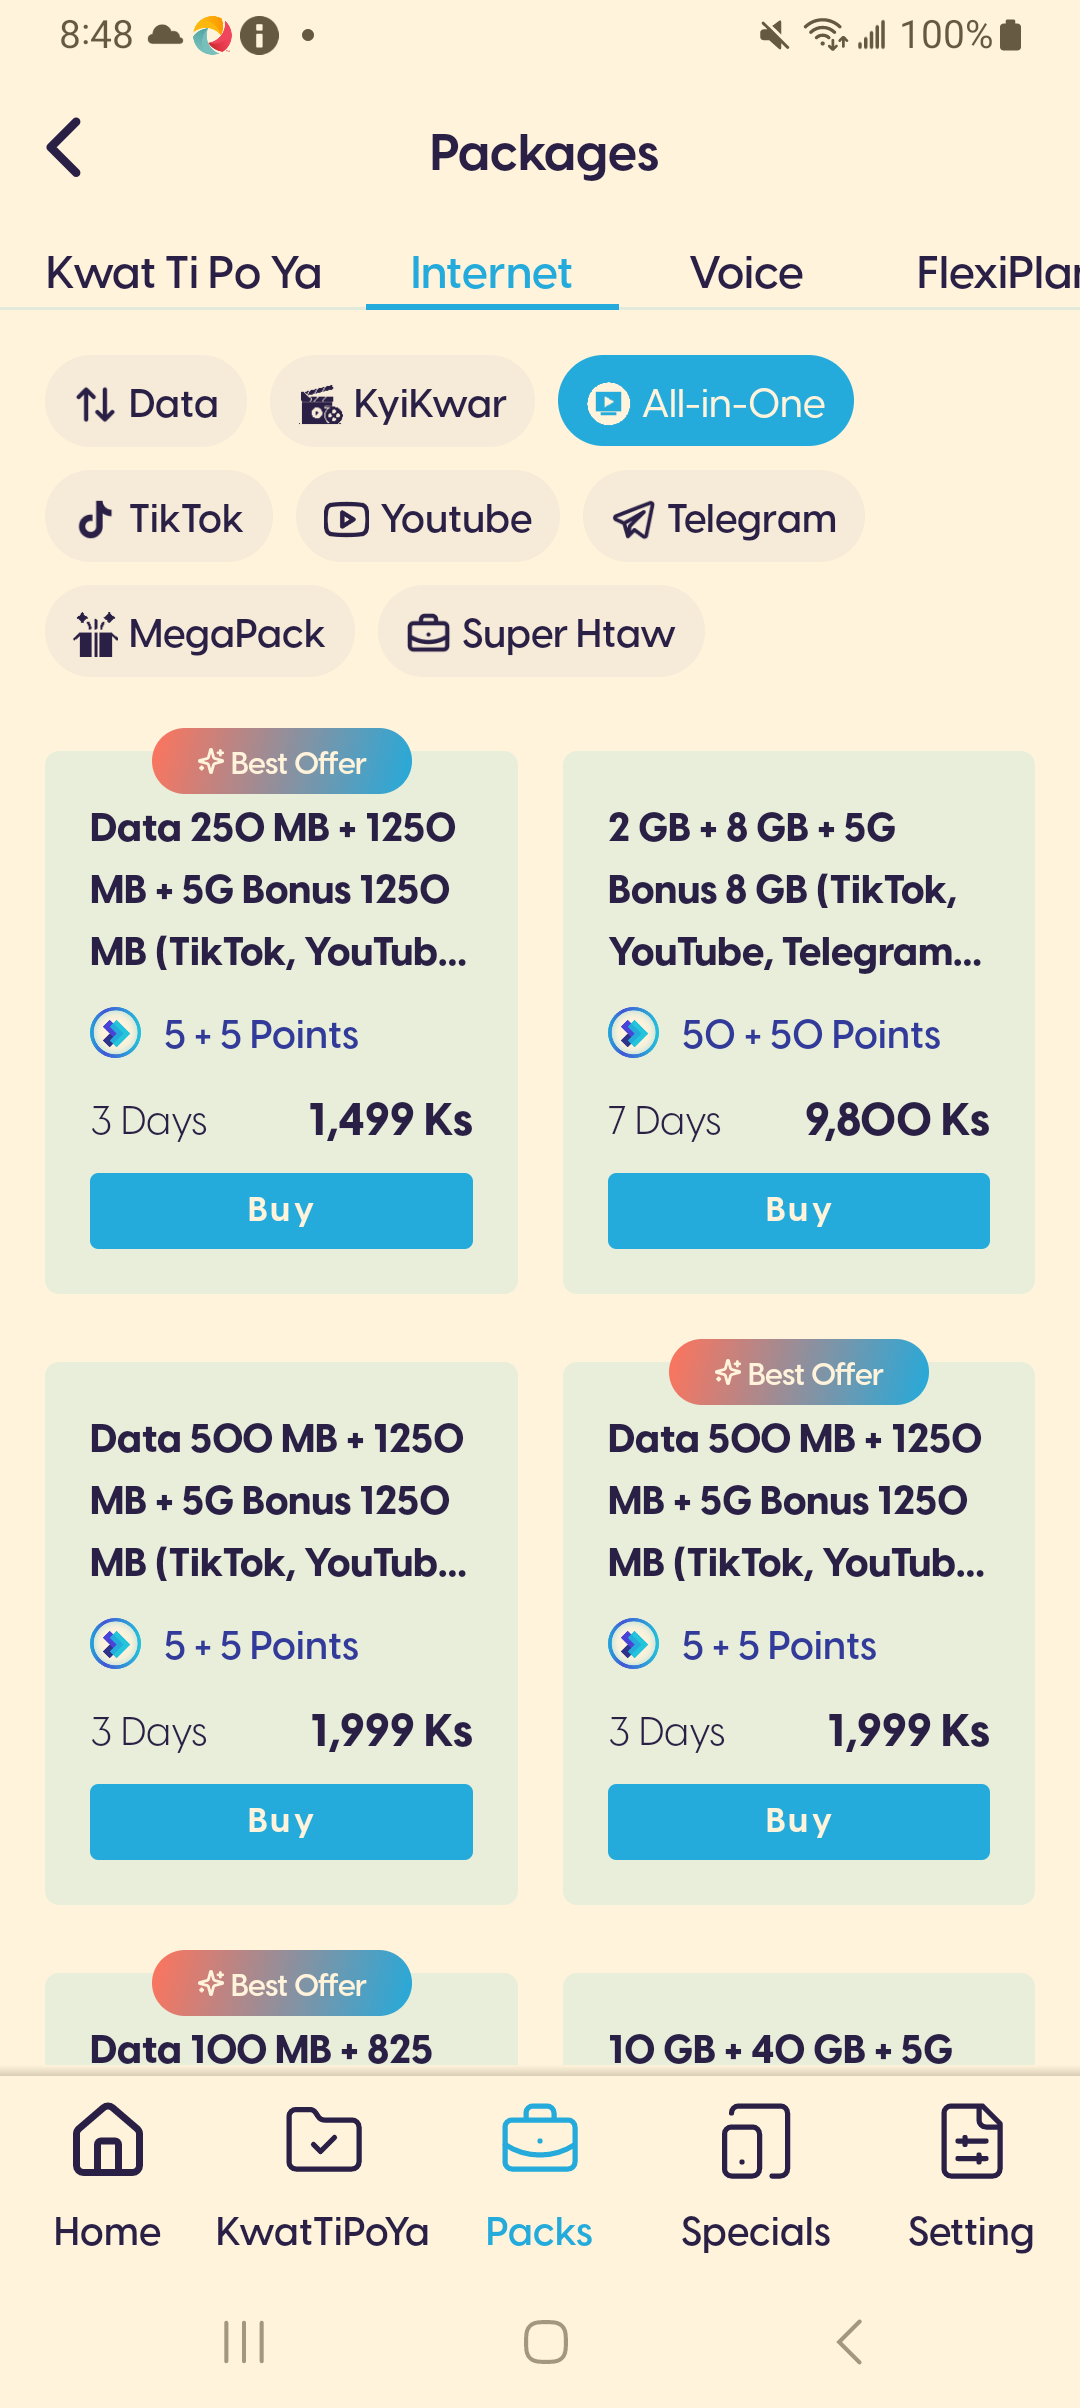 8:48
100%
Packages
Kwat Ti Po Ya
Internet
Voice
FlexiPlan
Data
KyiKwar
All-in-One
TikTok
Youtube
Telegram
MegaPack
Super Htaw
Best Offer
Data 250 MB + 1250
MB + 5G Bonus 1250
MB (TikTok, YouTub...
5 + 5 Points
3 Days
1,499 Ks
Buy
2 GB + 8 GB + 5G
Bonus 8 GB (TikTok,
YouTube, Telegram...
50 + 50 Points
7 Days
9,800 Ks
Buy
Data 500 MB + 1250
MB + 5G Bonus 1250
MB (TikTok, YouTub...
5 + 5 Points
3 Days
1,999 Ks
Buy
Best Offer
Data 500 MB + 1250
MB + 5G Bonus 1250
MB (TikTok, YouTub...
5 + 5 Points
3 Days
1,999 Ks
Buy
Best Offer
Data 100 MB + 825
10 GB + 40 GB + 5G
Home
KwatTiPoYa
Packs
Specials
Setting